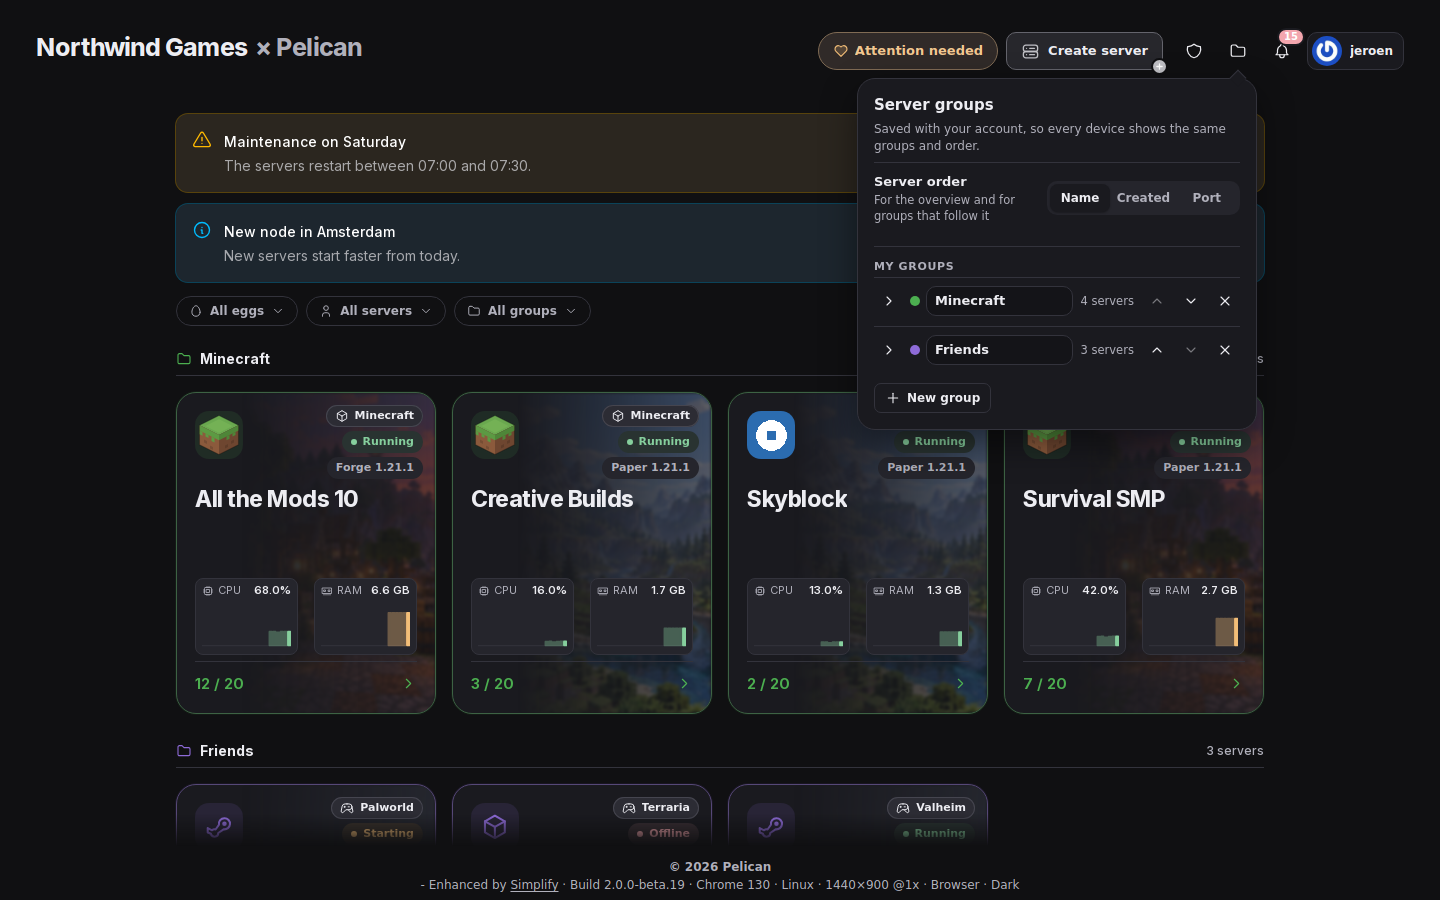 Northwind Games × Pelican
Attention needed
Create server
15
jeroen
Server groups
Saved with your account, so every device shows the same
groups and order.
Server order
For the overview and for
groups that follow it
Name
Created
Port
MY GROUPS
Minecraft
4 servers
Friends
3 servers
New group
Maintenance on Saturday
The servers restart between 07:00 and 07:30.
New node in Amsterdam
New servers start faster from today.
All eggs
All servers
All groups
Minecraft
s
Minecraft
Running
Forge 1.21.1
All the Mods 10
CPU 68.0%
RAM 6.6 GB
12 / 20
Minecraft
Running
Paper 1.21.1
Creative Builds
CPU 16.0%
RAM 1.7 GB
3 / 20
Running
Paper 1.21.1
Skyblock
CPU 13.0%
RAM 1.3 GB
2 / 20
Running
Paper 1.21.1
Survival SMP
CPU 42.0%
RAM 2.7 GB
7 / 20
Friends
3 servers
Palworld
Starting
Terraria
Offline
Valheim
Running
© 2026 Pelican
- Enhanced by Simplify · Build 2.0.0-beta.19 · Chrome 130 · Linux · 1440×900 @1x · Browser · Dark